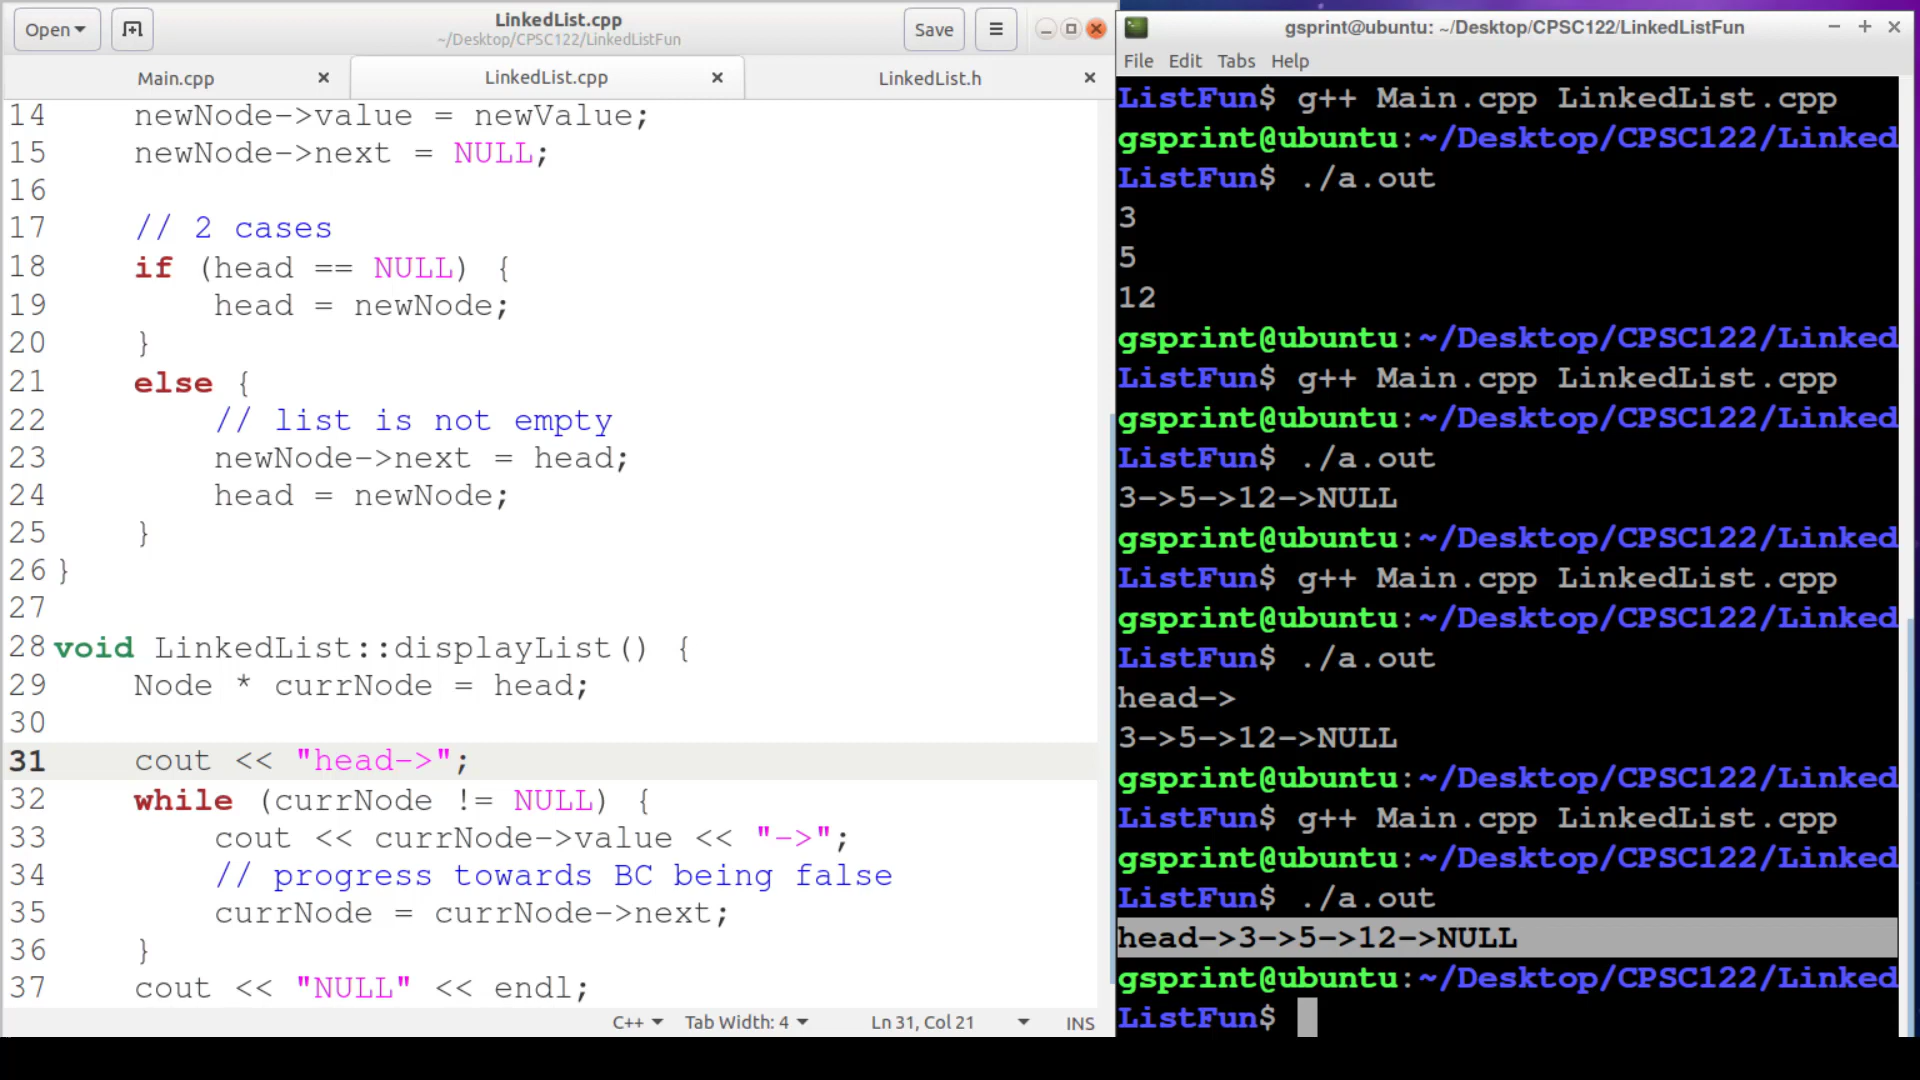 Open
LinkedList.cpp
~/Desktop/CPSC122/LinkedListFun
Save
Main.cpp
LinkedList.cpp
LinkedList.h
14 newNode->value = newValue;
15 newNode->next = NULL;
16
17 // 2 cases
18 if (head == NULL) {
19 head = newNode;
20 }
21 else {
22 // list is not empty
23 newNode->next = head;
24 head = newNode;
25 }
26 }
27
28 void LinkedList::displayList() {
29 Node * currNode = head;
30
31 cout << "head->";
32 while (currNode != NULL) {
33 cout << currNode->value << "->";
34 // progress towards BC being false
35 currNode = currNode->next;
36 }
37 cout << "NULL" << endl;
C++ Tab Width: 4 Ln 31, Col 21 INS
gsprint@ubuntu: ~/Desktop/CPSC122/LinkedListFun
File Edit Tabs Help
ListFun$ g++ Main.cpp LinkedList.cpp
gsprint@ubuntu:~/Desktop/CPSC122/Linked
ListFun$ ./a.out
3
5
12
gsprint@ubuntu:~/Desktop/CPSC122/Linked
ListFun$ g++ Main.cpp LinkedList.cpp
gsprint@ubuntu:~/Desktop/CPSC122/Linked
ListFun$ ./a.out
3->5->12->NULL
gsprint@ubuntu:~/Desktop/CPSC122/Linked
ListFun$ g++ Main.cpp LinkedList.cpp
gsprint@ubuntu:~/Desktop/CPSC122/Linked
ListFun$ ./a.out
head->
3->5->12->NULL
gsprint@ubuntu:~/Desktop/CPSC122/Linked
ListFun$ g++ Main.cpp LinkedList.cpp
gsprint@ubuntu:~/Desktop/CPSC122/Linked
ListFun$ ./a.out
head->3->5->12->NULL
gsprint@ubuntu:~/Desktop/CPSC122/Linked
ListFun$